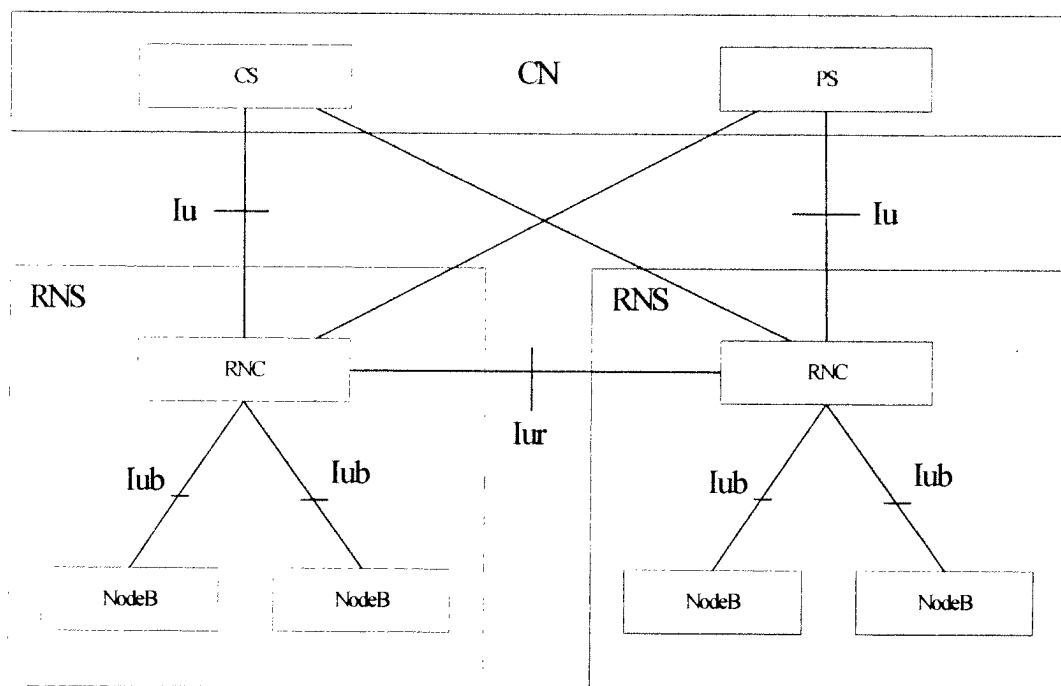 CS
CN
PS
Iu
Iu
RNS
RNS
RNC
RNC
Iur
Iub
Iub
Iub
Iub
NodeB
NodeB
NodeB
NodeB